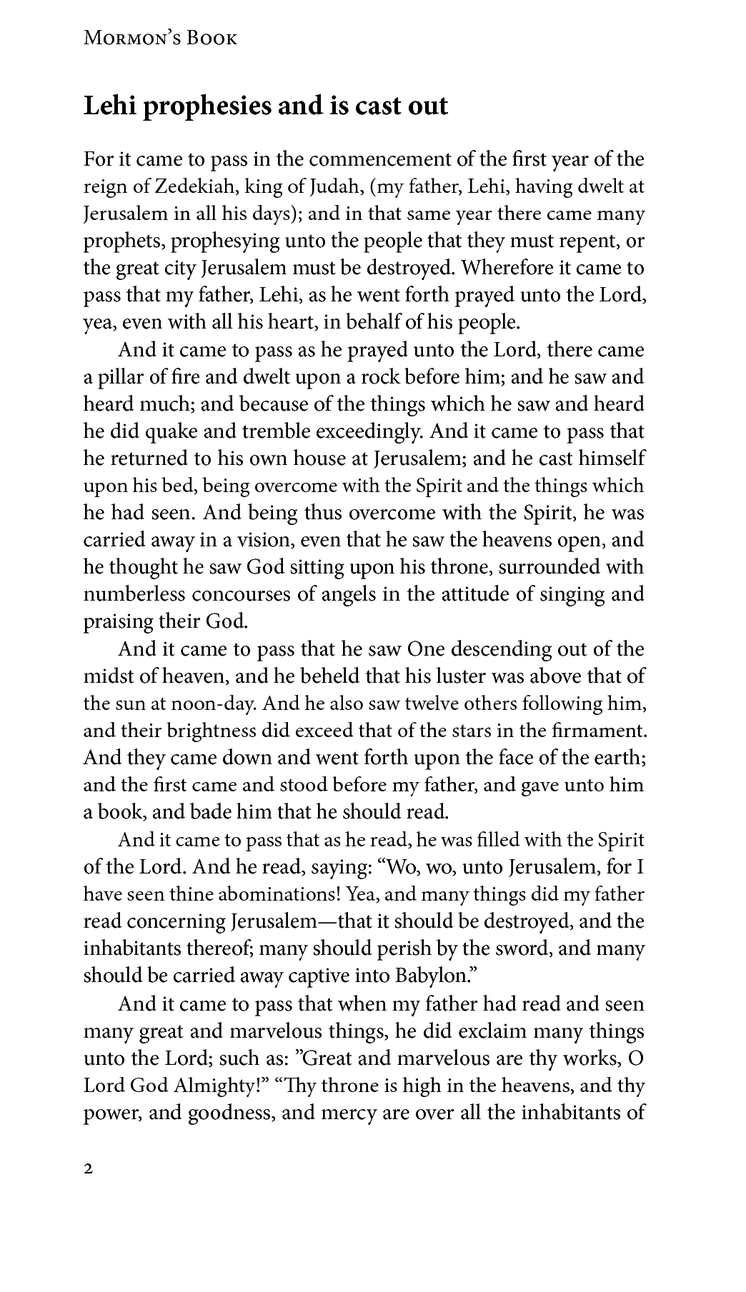 Mormon's Book
Lehi prophesies and is cast out
For it came to pass in the commencement of the first year of the
reign of Zedekiah, king of Judah, (my father, Lehi, having dwelt at
Jerusalem in all his days); and in that same year there came many
prophets, prophesying unto the people that they must repent, or
the great city Jerusalem must be destroyed. Wherefore it came to
pass that my father, Lehi, as he went forth prayed unto the Lord,
yea, even with all his heart, in behalf of his people.
And it came to pass as he prayed unto the Lord, there came
a pillar of fire and dwelt upon a rock before him; and he saw and
heard much; and because of the things which he saw and heard
he did quake and tremble exceedingly. And it came to pass that
he returned to his own house at Jerusalem; and he cast himself
upon his bed, being overcome with the Spirit and the things which
he had seen. And being thus overcome with the Spirit, he was
carried away in a vision, even that he saw the heavens open, and
he thought he saw God sitting upon his throne, surrounded with
numberless concourses of angels in the attitude of singing and
praising their God.
And it came to pass that he saw One descending out of the
midst of heaven, and he beheld that his luster was above that of
the sun at noon-day. And he also saw twelve others following him,
and their brightness did exceed that of the stars in the firmament.
And they came down and went forth upon the face of the earth;
and the first came and stood before my father, and gave unto him
a book, and bade him that he should read.
And it came to pass that as he read, he was filled with the Spirit
of the Lord. And he read, saying: “Wo, wo, unto Jerusalem, for I
have seen thine abominations! Yea, and many things did my father
read concerning Jerusalem—that it should be destroyed, and the
inhabitants thereof; many should perish by the sword, and many
should be carried away captive into Babylon.”
And it came to pass that when my father had read and seen
many great and marvelous things, he did exclaim many things
unto the Lord; such as: ”Great and marvelous are thy works, O
Lord God Almighty!” “Thy throne is high in the heavens, and thy
power, and goodness, and mercy are over all the inhabitants of
2